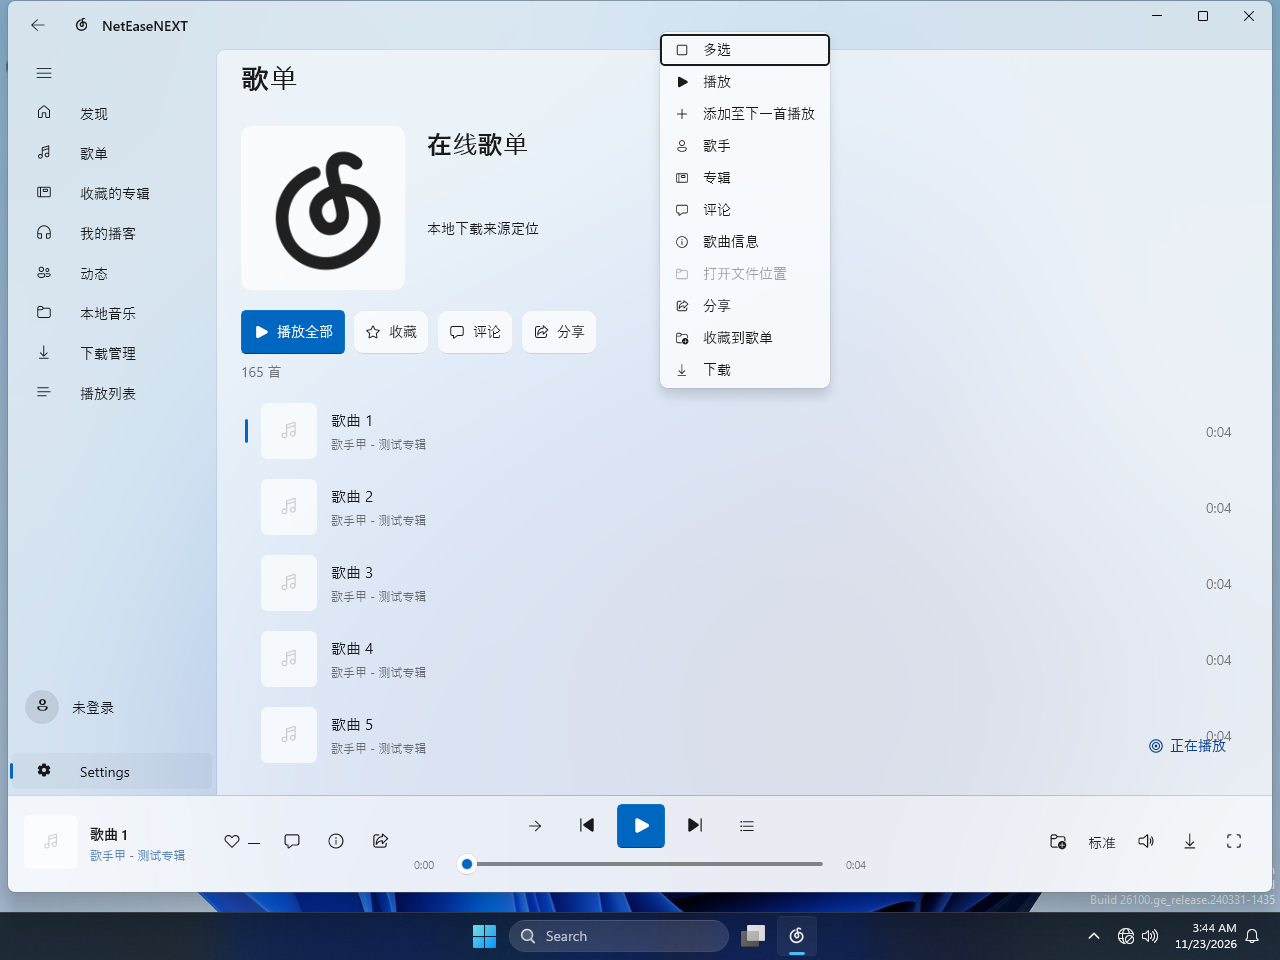 NetEaseNEXT
发现
歌单
收藏的专辑
我的播客
动态
本地音乐
下载管理
播放列表
未登录
Settings
歌单
在线歌单
本地下载来源定位
播放全部
收藏
评论
分享
165 首
歌曲 1
歌手甲 - 测试专辑
0:04
歌曲 2
歌手甲 - 测试专辑
0:04
歌曲 3
歌手甲 - 测试专辑
0:04
歌曲 4
歌手甲 - 测试专辑
0:04
歌曲 5
歌手甲 - 测试专辑
0:04
正在播放
多选
播放
添加至下一首播放
歌手
专辑
评论
歌曲信息
打开文件位置
分享
收藏到歌单
下载
歌曲 1
歌手甲 - 测试专辑
0:00
0:04
标准
Build 26100.ge_release.240331-1435
Search
3:44 AM
11/23/2026